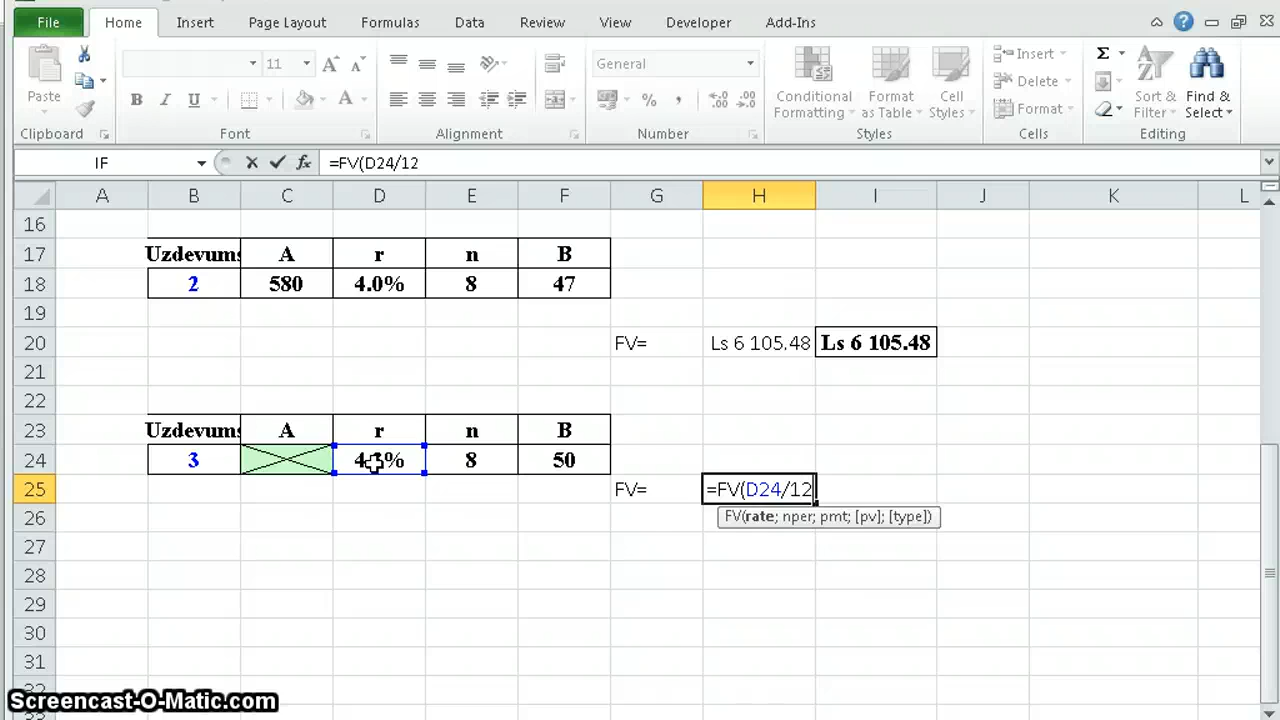 File Home Insert Page Layout Formulas Data Review View Developer Add-Ins
Paste
Clipboard
11
B I U A
Font
Alignment
General
% ,
Number
Conditional Formatting
Format as Table
Cell Styles
Styles
Insert
Delete
Format
Cells
Σ
Sort & Filter
Find & Select
Editing
IF fx =FV(D24/12
A B C D E F G H I J K L
16
17 Uzdevums A r n B
18 2 580 4.0% 8 47
19
20 FV= Ls 6 105.48 Ls 6 105.48
21
22
23 Uzdevums A r n B
24 3 8 50
25 FV= =FV(D24/12
26 FV(rate; nper; pmt; [pv]; [type])
27
28
29
30
31
32
Screencast-O-Matic.com